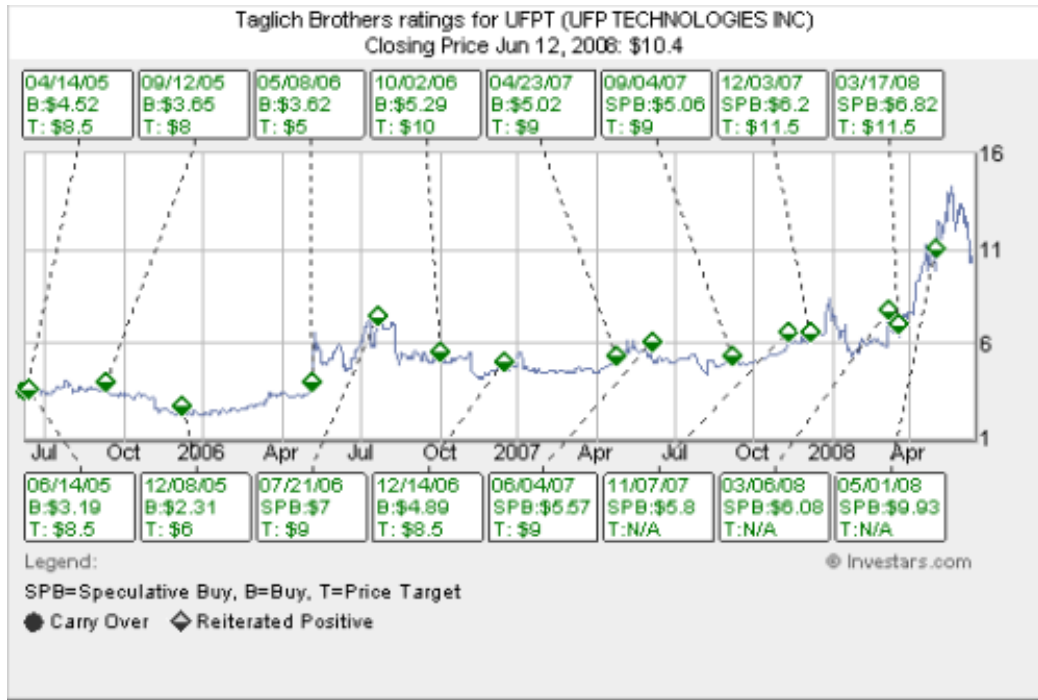 Taglich Brothers ratings for UFPT (UFP TECHNOLOGIES INC)
Closing Price Jun 12, 2008: $10.4
04/14/05
B:$4.52
T: $8.5
09/12/05
B:$3.65
T: $8
05/08/06
B:$3.62
T: $5
10/02/06
B:$5.29
T: $10
04/23/07
B:$5.02
T: $9
09/04/07
SPB:$5.06
T: $9
12/03/07
SPB:$6.2
T: $11.5
03/17/08
SPB:$6.82
T: $11.5
16
11
6
1
Jul Oct 2006 Apr Jul Oct 2007 Apr Jul Oct 2008 Apr
06/14/05
B:$3.19
T: $8.5
12/08/05
B:$2.31
T: $6
07/21/06
SPB:$7
T: $9
12/14/06
B:$4.89
T: $8.5
06/04/07
SPB:$5.57
T: $9
11/07/07
SPB:$5.8
T:N/A
03/06/08
SPB:$6.08
T:N/A
05/01/08
SPB:$9.93
T:N/A
Legend:
© Investars.com
SPB=Speculative Buy, B=Buy, T=Price Target
Carry Over Reiterated Positive